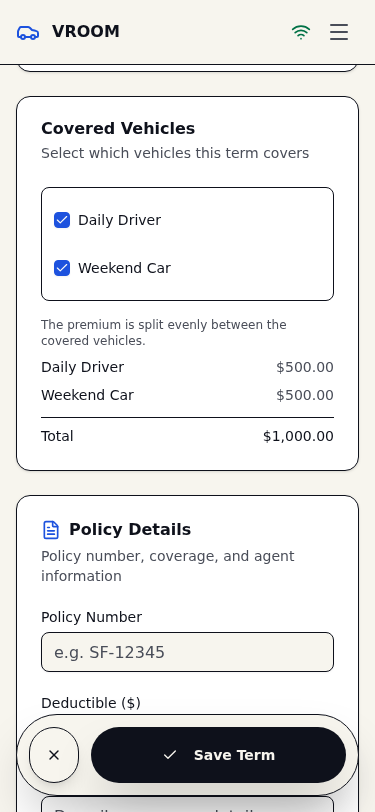 VROOM
Covered Vehicles
Select which vehicles this term covers
Daily Driver
Weekend Car
The premium is split evenly between the
covered vehicles.
Daily Driver $500.00
Weekend Car $500.00
Total $1,000.00
Policy Details
Policy number, coverage, and agent
information
Policy Number
e.g. SF-12345
Deductible ($)
Save Term